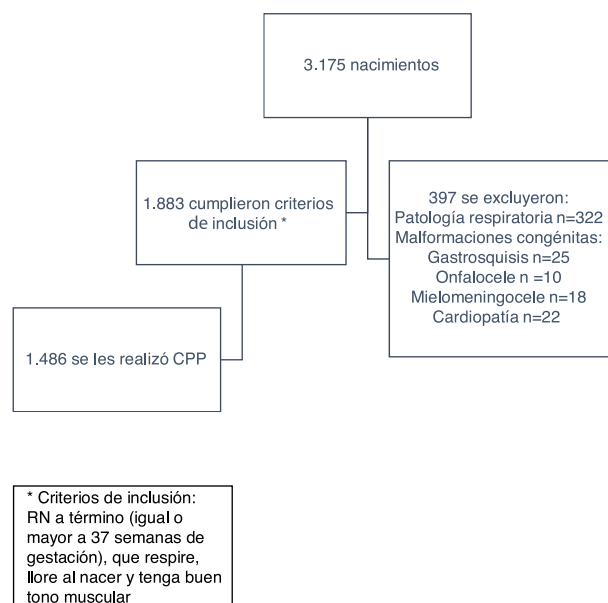 3.175 nacimientos
1.883 cumplieron criterios
de inclusión *
397 se excluyeron:
Patología respiratoria n=322
Malformaciones congénitas:
Gastrosquisis n=25
Onfalocele n =10
Mielomeningocele n=18
Cardiopatía n=22
1.486 se les realizó CPP
* Criterios de inclusión:
RN a término (igual o
mayor a 37 semanas de
gestación), que respire,
llore al nacer y tenga buen
tono muscular